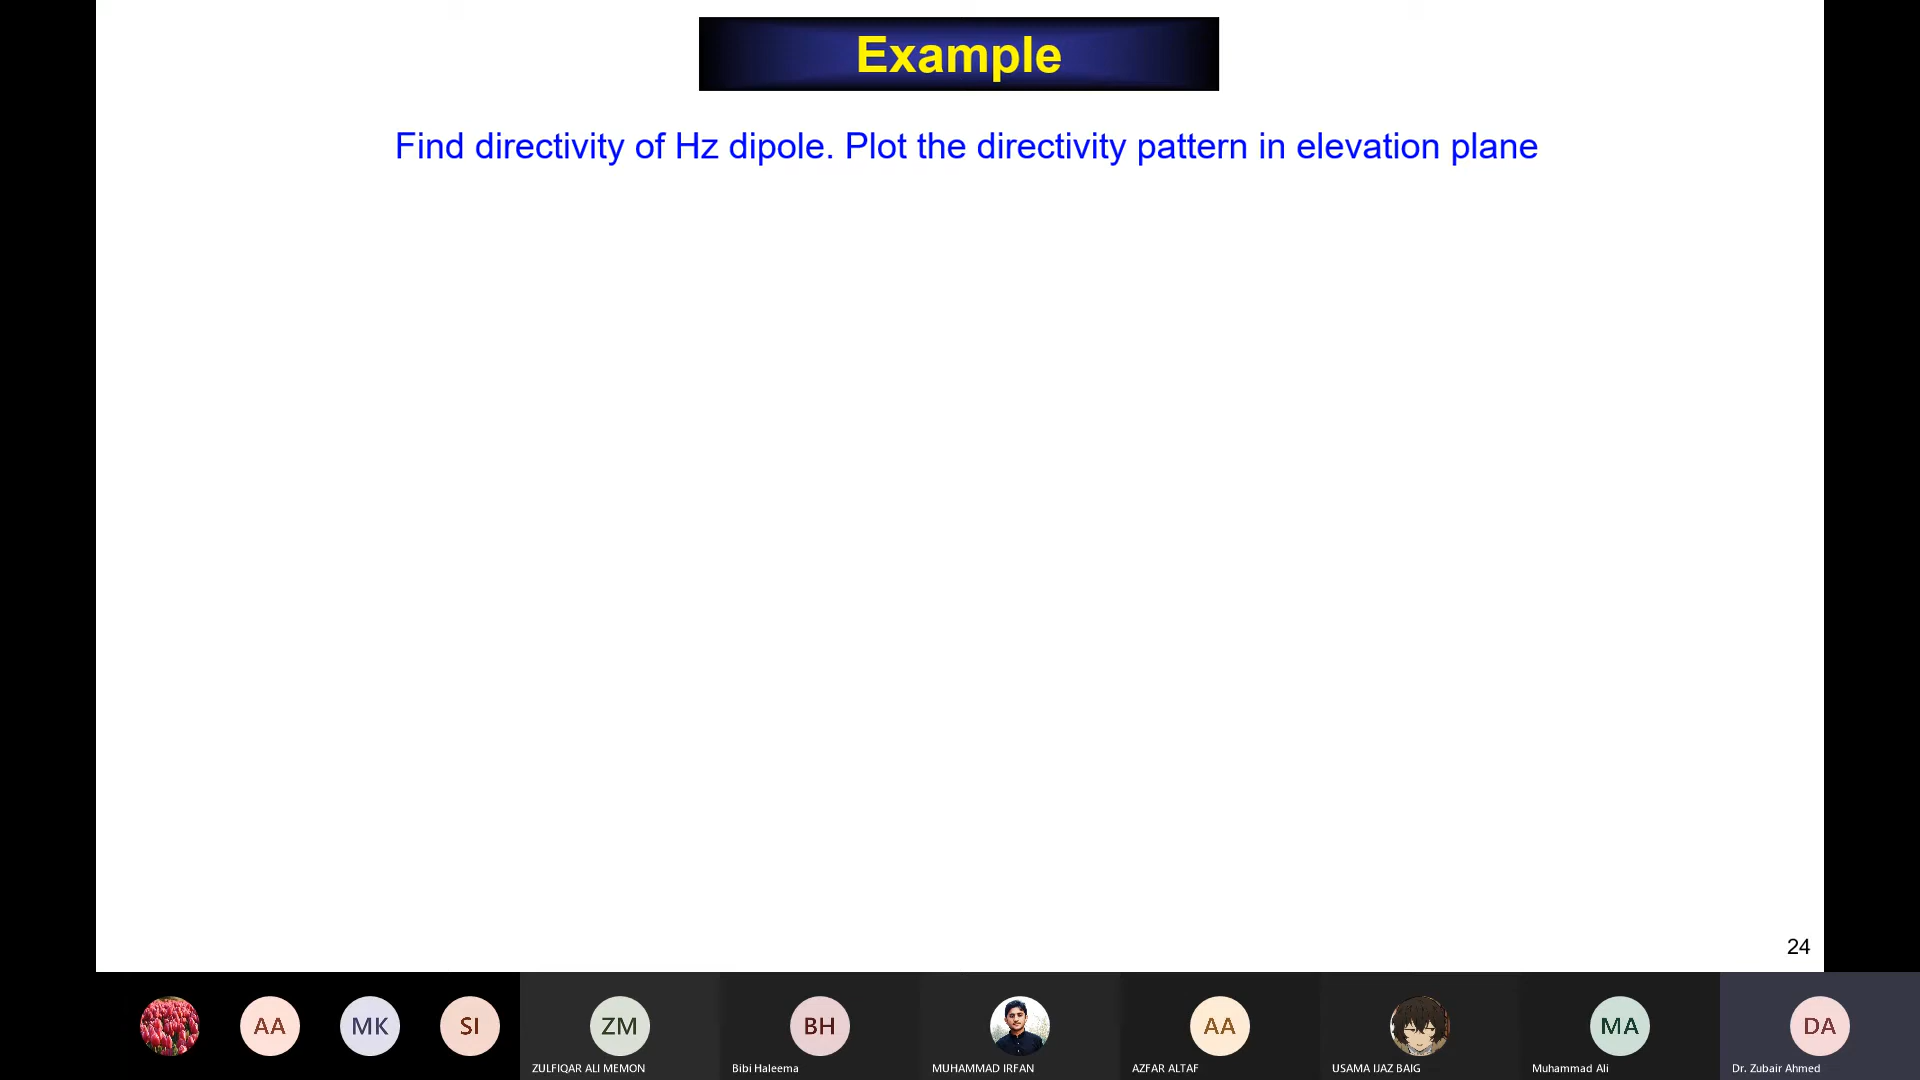 Example
Find directivity of Hz dipole. Plot the directivity pattern in elevation plane
24
AA
MK
SI
ZM
BH
AA
MA
DA
ZULFIQAR ALI MEMON
Bibi Haleema
MUHAMMAD IRFAN
AZFAR ALTAF
USAMA IJAZ BAIG
Muhammad Ali
Dr. Zubair Ahmed